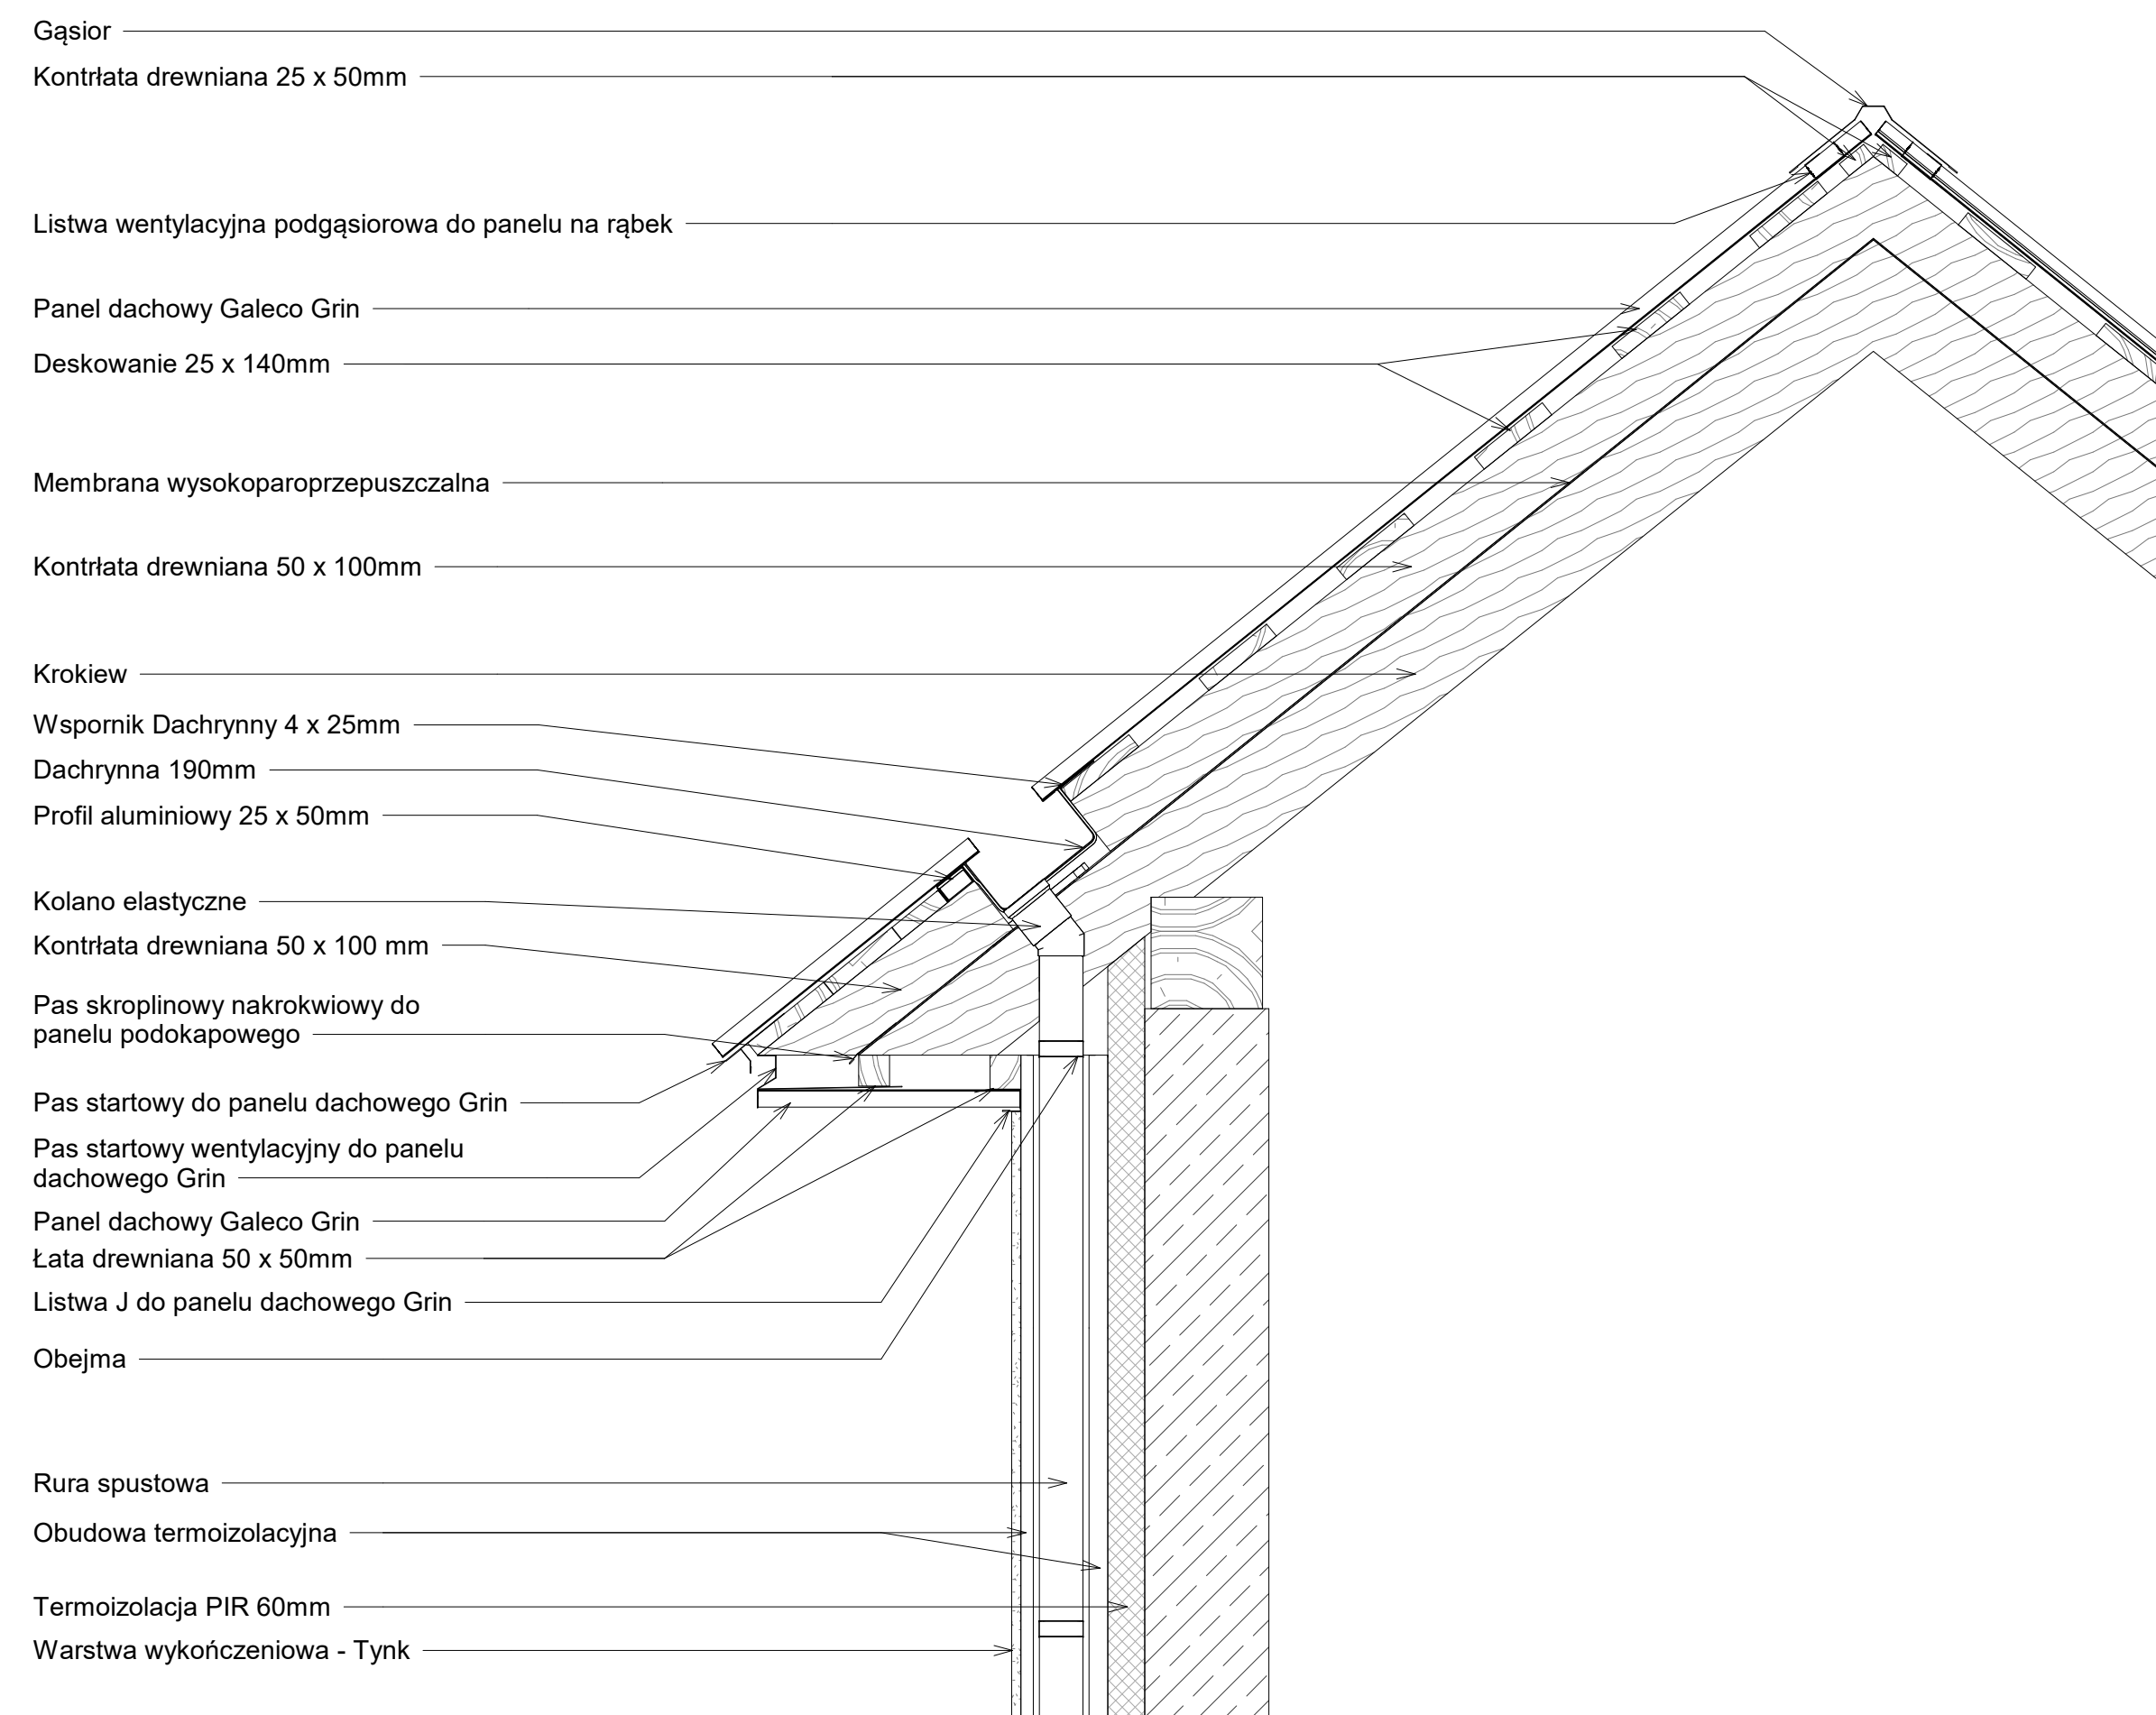 Gąsior
Kontrłata drewniana 25 x 50mm
Listwa wentylacyjna podgąsiorowa do panelu na rąbek
Panel dachowy Galeco Grin
Deskowanie 25 x 140mm
Membrana wysokoparoprzepuszczalna
Kontrłata drewniana 50 x 100mm
Krokiew
Wspornik Dachrynny 4 x 25mm
Dachrynna 190mm
Profil aluminiowy 25 x 50mm
Kolano elastyczne
Kontrłata drewniana 50 x 100 mm
Pas skroplinowy nakrokwiowy do
panelu podokapowego
Pas startowy do panelu dachowego Grin
Pas startowy wentylacyjny do panelu
dachowego Grin
Panel dachowy Galeco Grin
Łata drewniana 50 x 50mm
Listwa J do panelu dachowego Grin
Obejma
Rura spustowa
Obudowa termoizolacyjna
Termoizolacja PIR 60mm
Warstwa wykończeniowa - Tynk